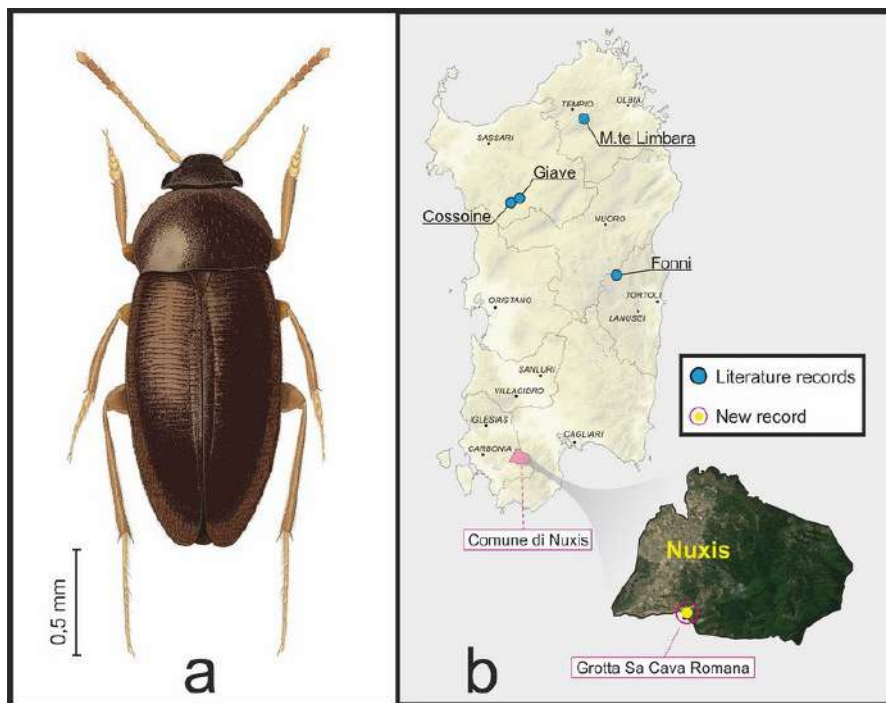 0,5 mm
a
TEMPIO
OLBIA
M.te Limbara
SASSARI
Giave
Cossoine
NUORO
Fonni
TORTOLI
ORISTANO
LANUSCI
SANLURI
VILLACIDRO
IGLESIAS
CAGLIARI
CARBONIA
Literature records
New record
Comune di Nuxis
Nuxis
Grotta Sa Cava Romana
b